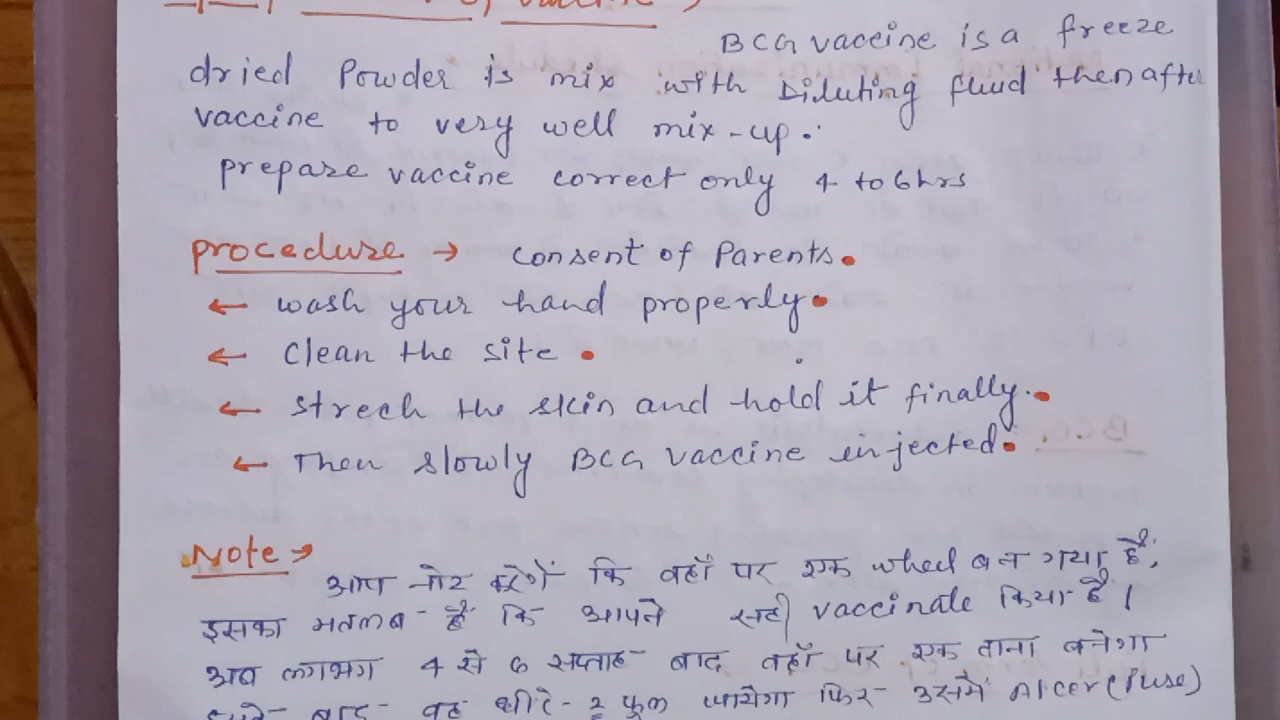 vaccine
BCG vaccine is a freeze
dried Powder is mix with Diluting fluid then after
vaccine to very well mix-up.
prepare vaccine correct only 4 to 6 hrs
procedure → consent of Parents.
← wash your hand properly.
← Clean the site.
← strech the skin and hold it finally.
← Then slowly BCG vaccine injected.
Note →
आप नोट करेगें कि वहाँ पर एक wheel बन गया है,
इसका मतलब है कि आपने सही vaccinate किया है।
अब लगभग 4 से 6 सप्ताह बाद वहाँ पर एक दाना बनेगा
बाद वह धीरे-2 फूल जायेगा फिर उसमें